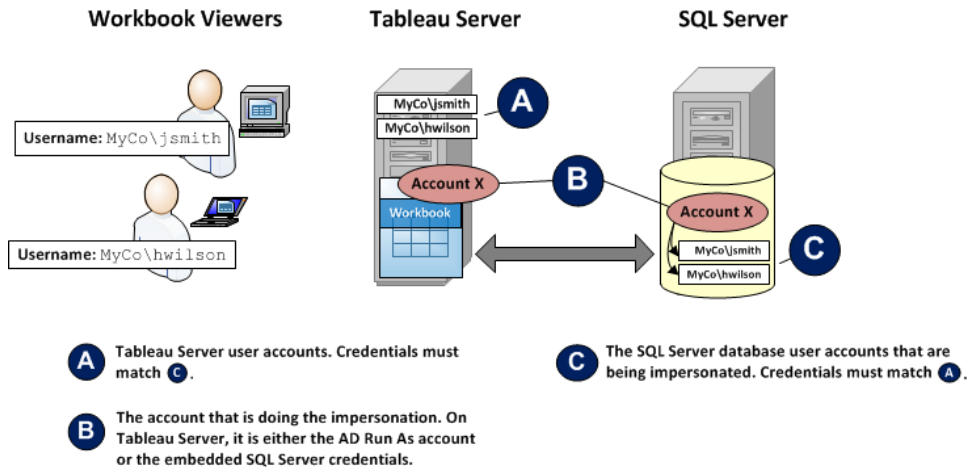 Workbook Viewers
Tableau Server
SQL Server
Username: MyCo\jsmith
Username: MyCo\hwilson
MyCo\jsmith
MyCo\hwilson
A
Account X
Workbook
B
Account X
MyCo\jsmith
MyCo\hwilson
C
A
Tableau Server user accounts. Credentials must
match C .
B
The account that is doing the impersonation. On
Tableau Server, it is either the AD Run As account
or the embedded SQL Server credentials.
C
The SQL Server database user accounts that are
being impersonated. Credentials must match A .